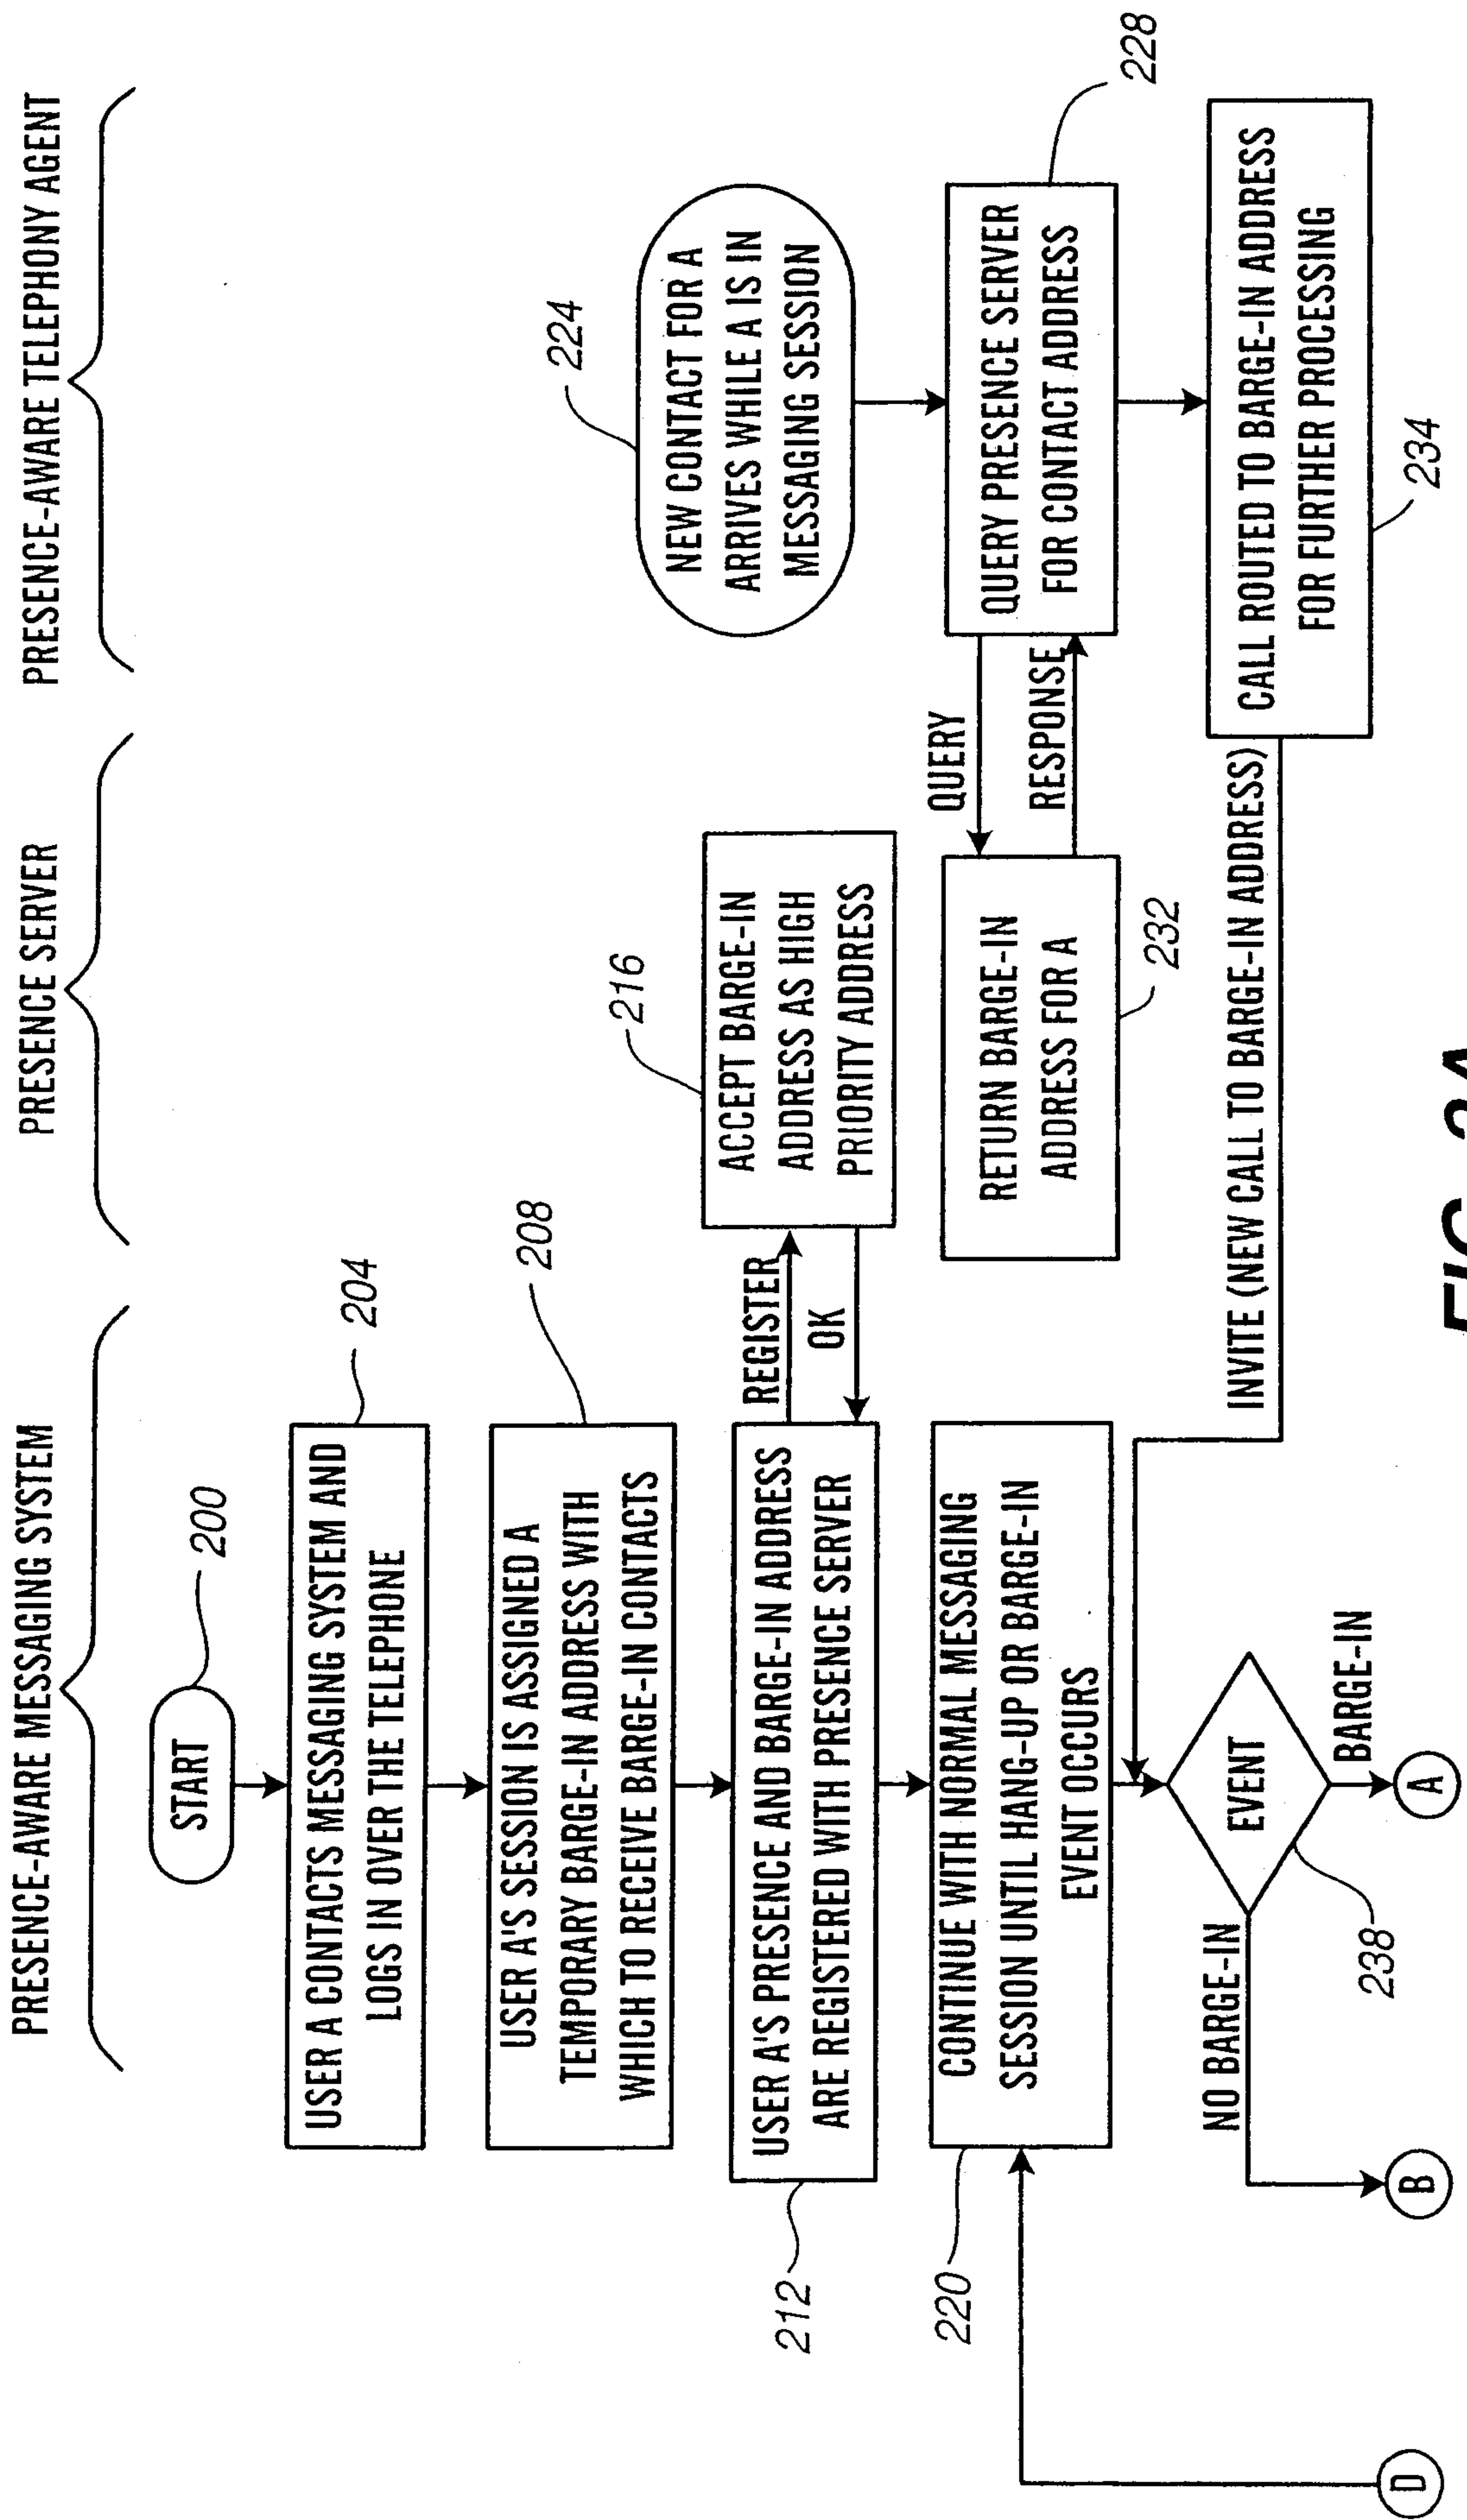 PRESENCE-AWARE MESSAGING SYSTEM
PRESENCE SERVER
PRESENCE-AWARE TELEPHONY AGENT
START
200
USER A CONTACTS MESSAGING SYSTEM AND
LOGS IN OVER THE TELEPHONE
204
USER A'S SESSION IS ASSIGNED A
TEMPORARY BARGE-IN ADDRESS WITH
WHICH TO RECEIVE BARGE-IN CONTACTS
208
USER A'S PRESENCE AND BARGE-IN ADDRESS
ARE REGISTERED WITH PRESENCE SERVER
212
REGISTER
OK
ACCEPT BARGE-IN
ADDRESS AS HIGH
PRIORITY ADDRESS
216
NEW CONTACT FOR A
ARRIVES WHILE A IS IN
MESSAGING SESSION
224
CONTINUE WITH NORMAL MESSAGING
SESSION UNTIL HANG-UP OR BARGE-IN
EVENT OCCURS
220
RETURN BARGE-IN
ADDRESS FOR A
232
QUERY
RESPONSE
QUERY PRESENCE SERVER
FOR CONTACT ADDRESS
228
CALL ROUTED TO BARGE-IN ADDRESS
FOR FURTHER PROCESSING
234
INVITE (NEW CALL TO BARGE-IN ADDRESS)
EVENT
238
NO BARGE-IN
BARGE-IN
D
B
A